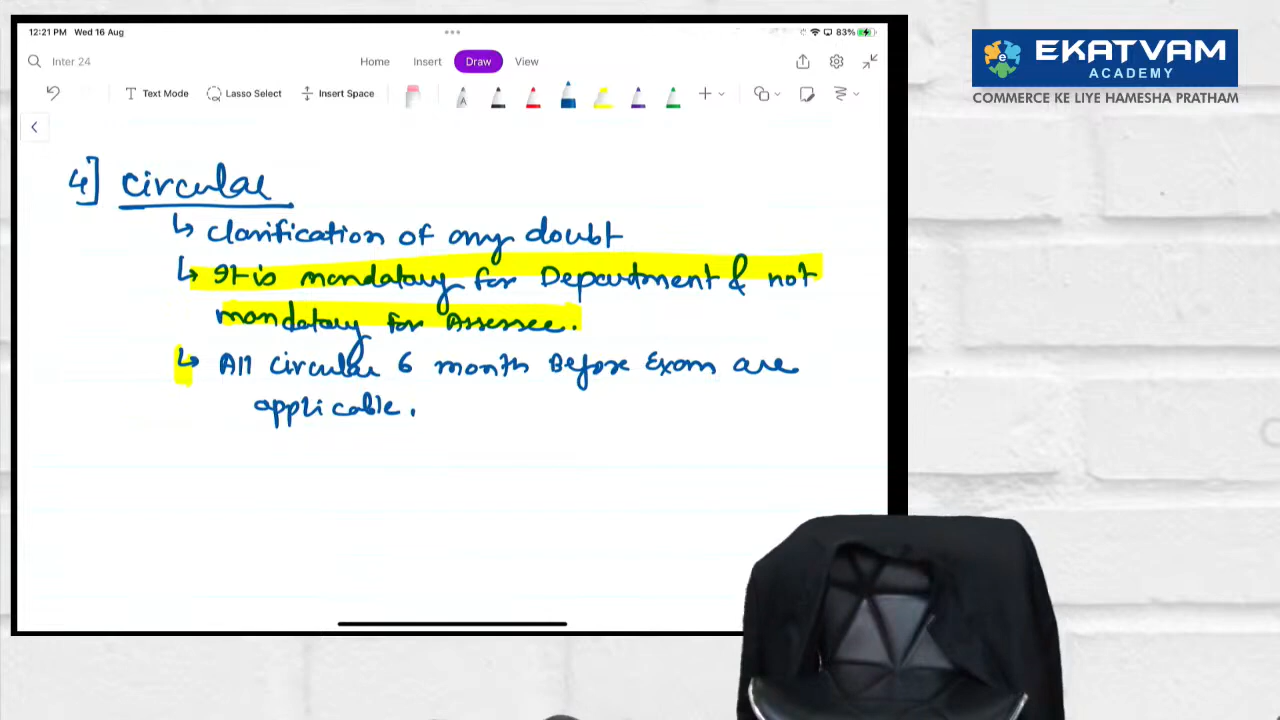 12:21 PM Wed 16 Aug
83%
Inter 24
Home Insert Draw View
Text Mode Lasso Select Insert Space
A
4] circular
↳ clarification of any doubt
↳ It is mandatory for Department & not
mandatory for Assessee.
↳ All circular 6 month Before Exam are
applicable.
e
EKATVAM
ACADEMY
COMMERCE KE LIYE HAMESHA PRATHAM